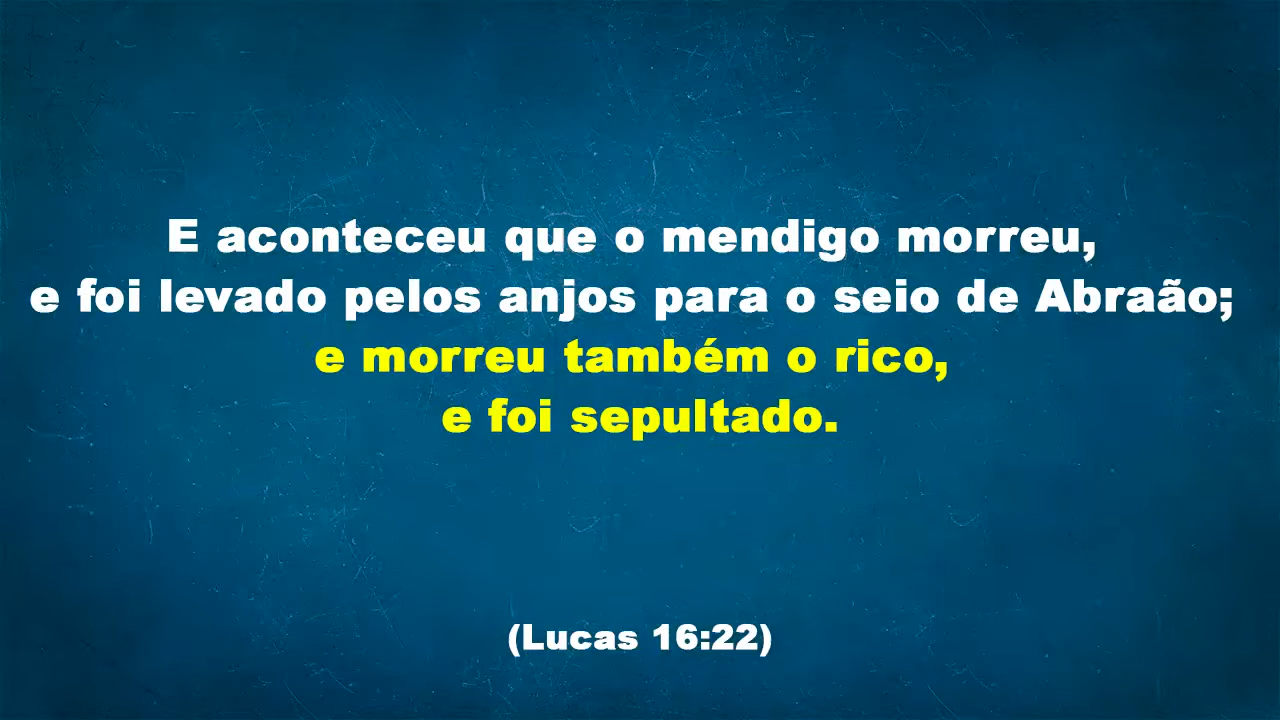 E aconteceu que o mendigo morreu,
e foi levado pelos anjos para o seio de Abraão;
e morreu também o rico,
e foi sepultado.
(Lucas 16:22)